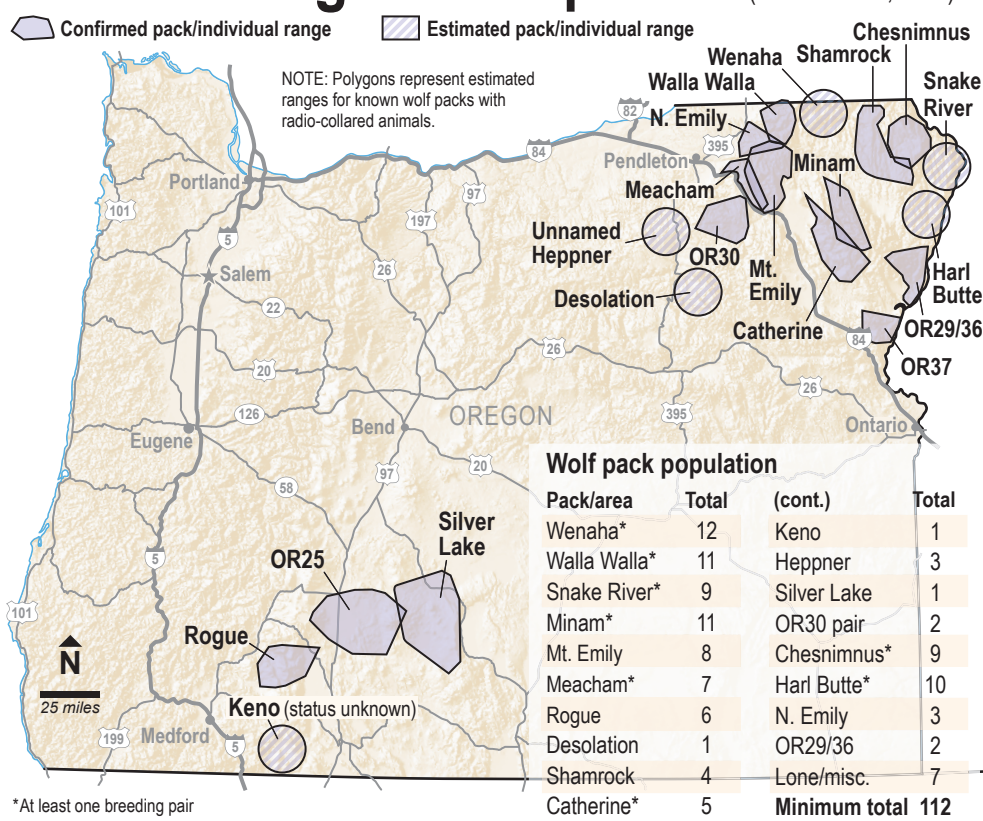 Confirmed pack/individual range
Estimated pack/individual range
NOTE: Polygons represent estimated
ranges for known wolf packs with
radio-collared animals.
Chesnimnus
Wenaha
Shamrock
Walla Walla
Snake
River
82
N. Emily
395
84
Pendleton
Minam
Portland
Meacham
97
101
197
Unnamed
Heppner
5
OR30
26
Salem
Mt.
Emily
Harl
Butte
Desolation
22
Catherine
84
OR29/36
26
OR37
20
26
126
OREGON
395
Eugene
Bend
Ontario
97
20
58
Silver
Lake
5
OR25
101
Rogue
N
25 miles
Keno (status unknown)
199
Medford
5
*At least one breeding pair
Wolf pack population
Pack/area Total
Wenaha* 12
Walla Walla* 11
Snake River* 9
Minam* 11
Mt. Emily 8
Meacham* 7
Rogue 6
Desolation 1
Shamrock 4
Catherine* 5
(cont.) Total
Keno 1
Heppner 3
Silver Lake 1
OR30 pair 2
Chesnimnus* 9
Harl Butte* 10
N. Emily 3
OR29/36 2
Lone/misc. 7
Minimum total 112